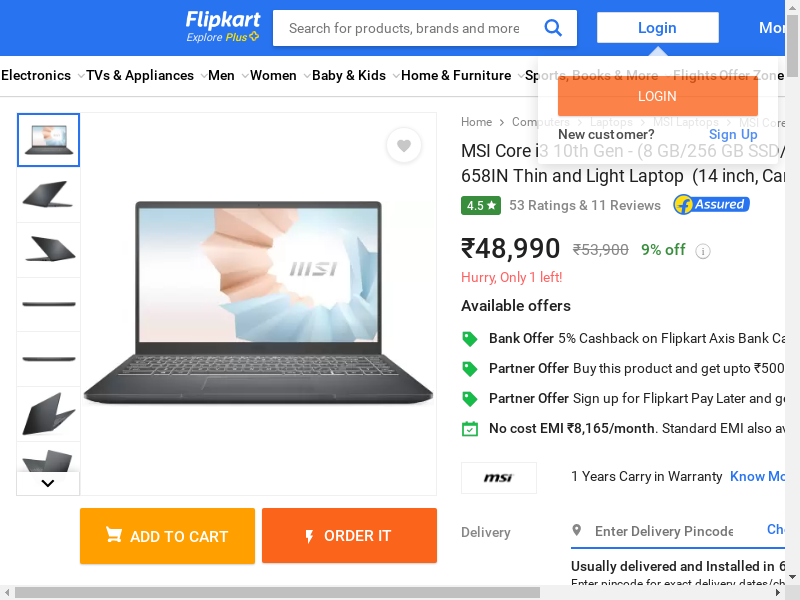 Flipkart
Explore Plus
Search for products, brands and more
Login
Mor
Electronics TVs & Appliances Men Women Baby & Kids Home & Furniture Sports, Books & More Flights Offer Zone
LOGIN
New customer? Sign Up
Home Computers Laptops MSI Laptops MSI Core
MSI Core i3 10th Gen - (8 GB/256 GB SSD/
658IN Thin and Light Laptop (14 inch, Car
4.5 53 Ratings & 11 Reviews Assured
₹48,990 ₹53,900 9% off
Hurry, Only 1 left!
Available offers
Bank Offer 5% Cashback on Flipkart Axis Bank Ca
Partner Offer Buy this product and get upto ₹500
Partner Offer Sign up for Flipkart Pay Later and ge
No cost EMI ₹8,165/month. Standard EMI also av
msi
msi 1 Years Carry in Warranty Know Mo
ADD TO CART
ORDER IT
Delivery
Enter Delivery Pincode
Che
Usually delivered and Installed in 6
Enter pincode for exact delivery dates/ch